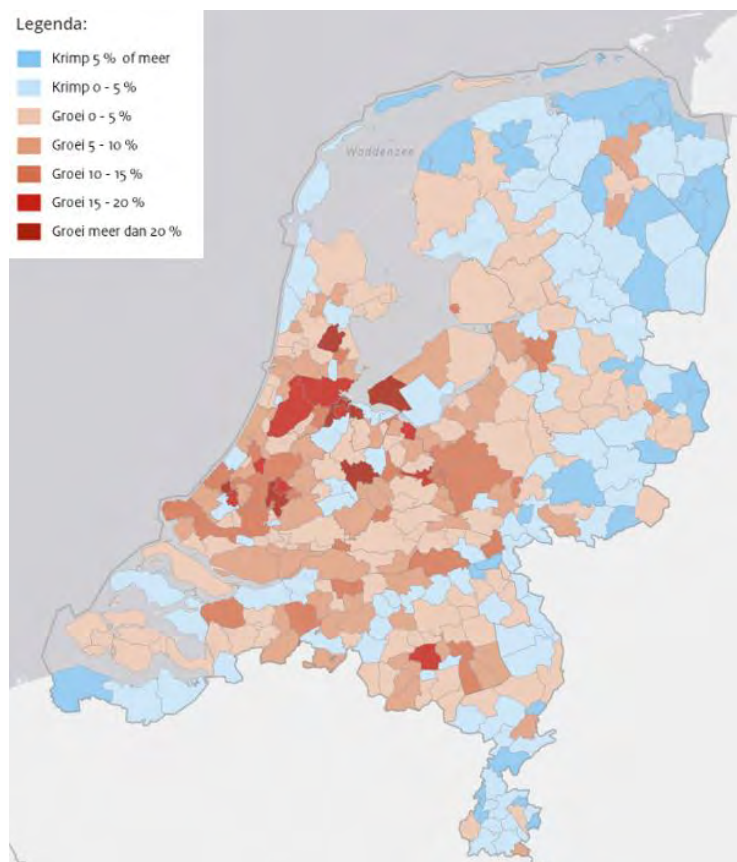 Legenda:
Krimp 5 % of meer
Krimp 0 - 5 %
Groei 0 - 5 %
Groei 5 - 10 %
Groei 10 - 15 %
Groei 15 - 20 %
Groei meer dan 20 %
Waddenzee